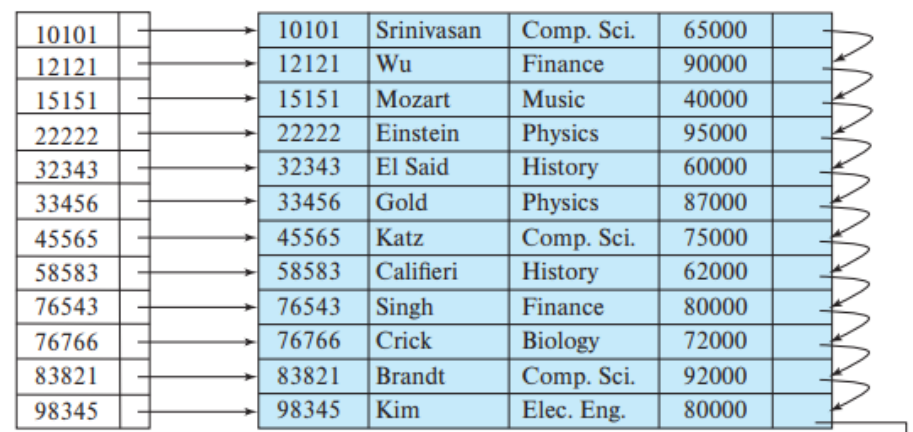 10101 10101 Srinivasan Comp. Sci. 65000
12121 12121 Wu Finance 90000
15151 15151 Mozart Music 40000
22222 22222 Einstein Physics 95000
32343 32343 El Said History 60000
33456 33456 Gold Physics 87000
45565 45565 Katz Comp. Sci. 75000
58583 58583 Califieri History 62000
76543 76543 Singh Finance 80000
76766 76766 Crick Biology 72000
83821 83821 Brandt Comp. Sci. 92000
98345 98345 Kim Elec. Eng. 80000